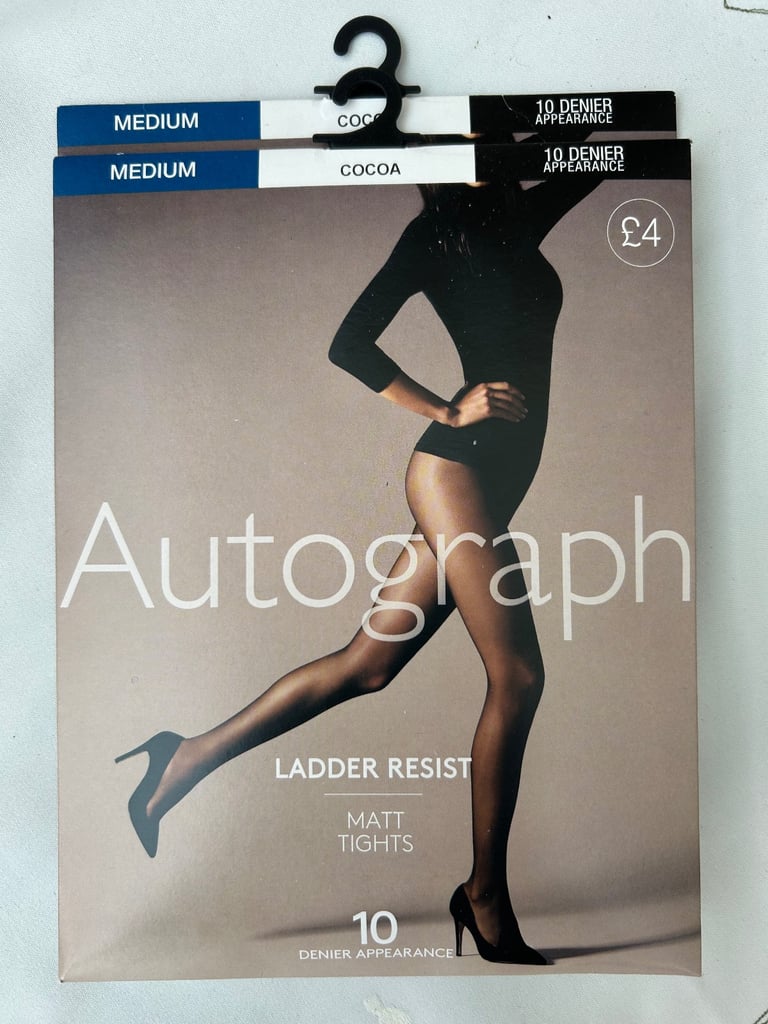 MEDIUM
10 DENIER
APPEARANCE
MEDIUM
COCOA
10 DENIER
APPEARANCE
£4
Autograph
LADDER RESIST
MATT
TIGHTS
10
DENIER APPEARANCE